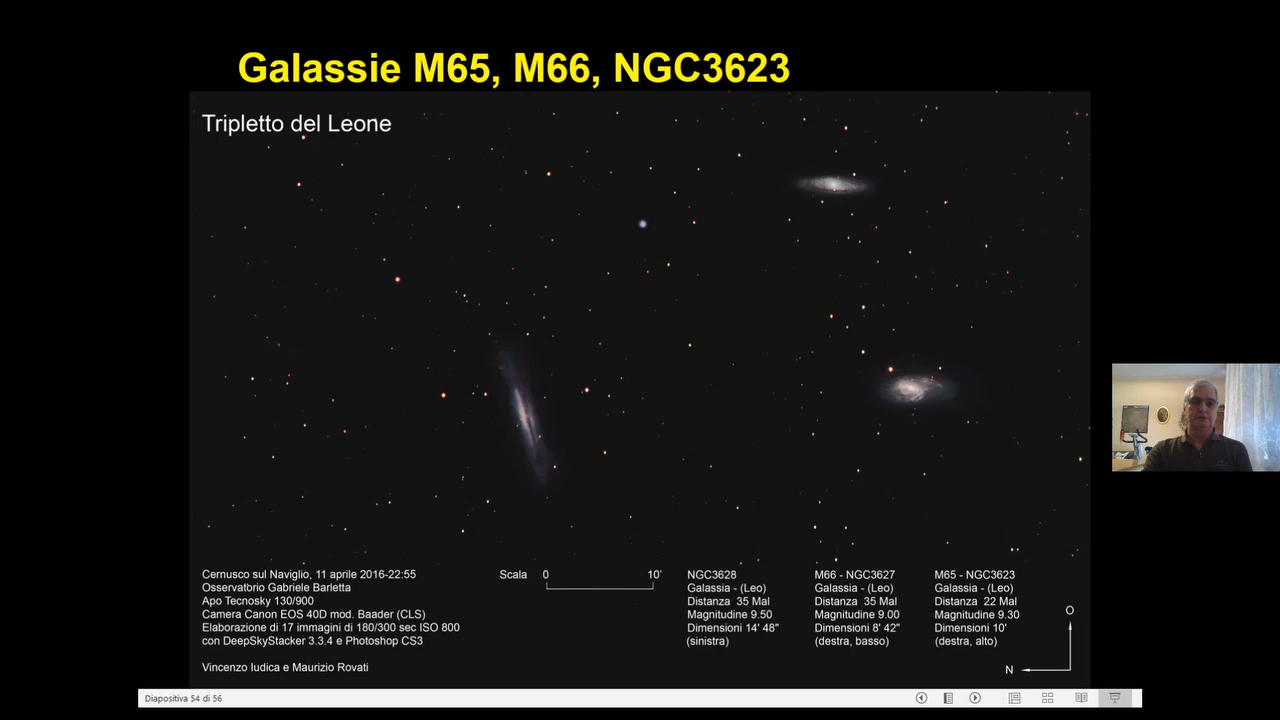 Galassie M65, M66, NGC3623
Tripletto del Leone
Cernusco sul Naviglio, 11 aprile 2016-22:55
Osservatorio Gabriele Barletta
Apo Tecnosky 130/900
Camera Canon EOS 40D mod. Baader (CLS)
Elaborazione di 17 immagini di 180/300 sec ISO 800
con DeepSkyStacker 3.3.4 e Photoshop CS3
Vincenzo Iudica e Maurizio Rovati
Scala 0 10'
NGC3628
Galassia - (Leo)
Distanza 35 Mal
Magnitudine 9.50
Dimensioni 14' 48"
(sinistra)
M66 - NGC3627
Galassia - (Leo)
Distanza 35 Mal
Magnitudine 9.00
Dimensioni 8' 42"
(destra, basso)
M65 - NGC3623
Galassia - (Leo)
Distanza 22 Mal
Magnitudine 9.30
Dimensioni 10'
(destra, alto)
O
N
Diapositiva 54 di 56